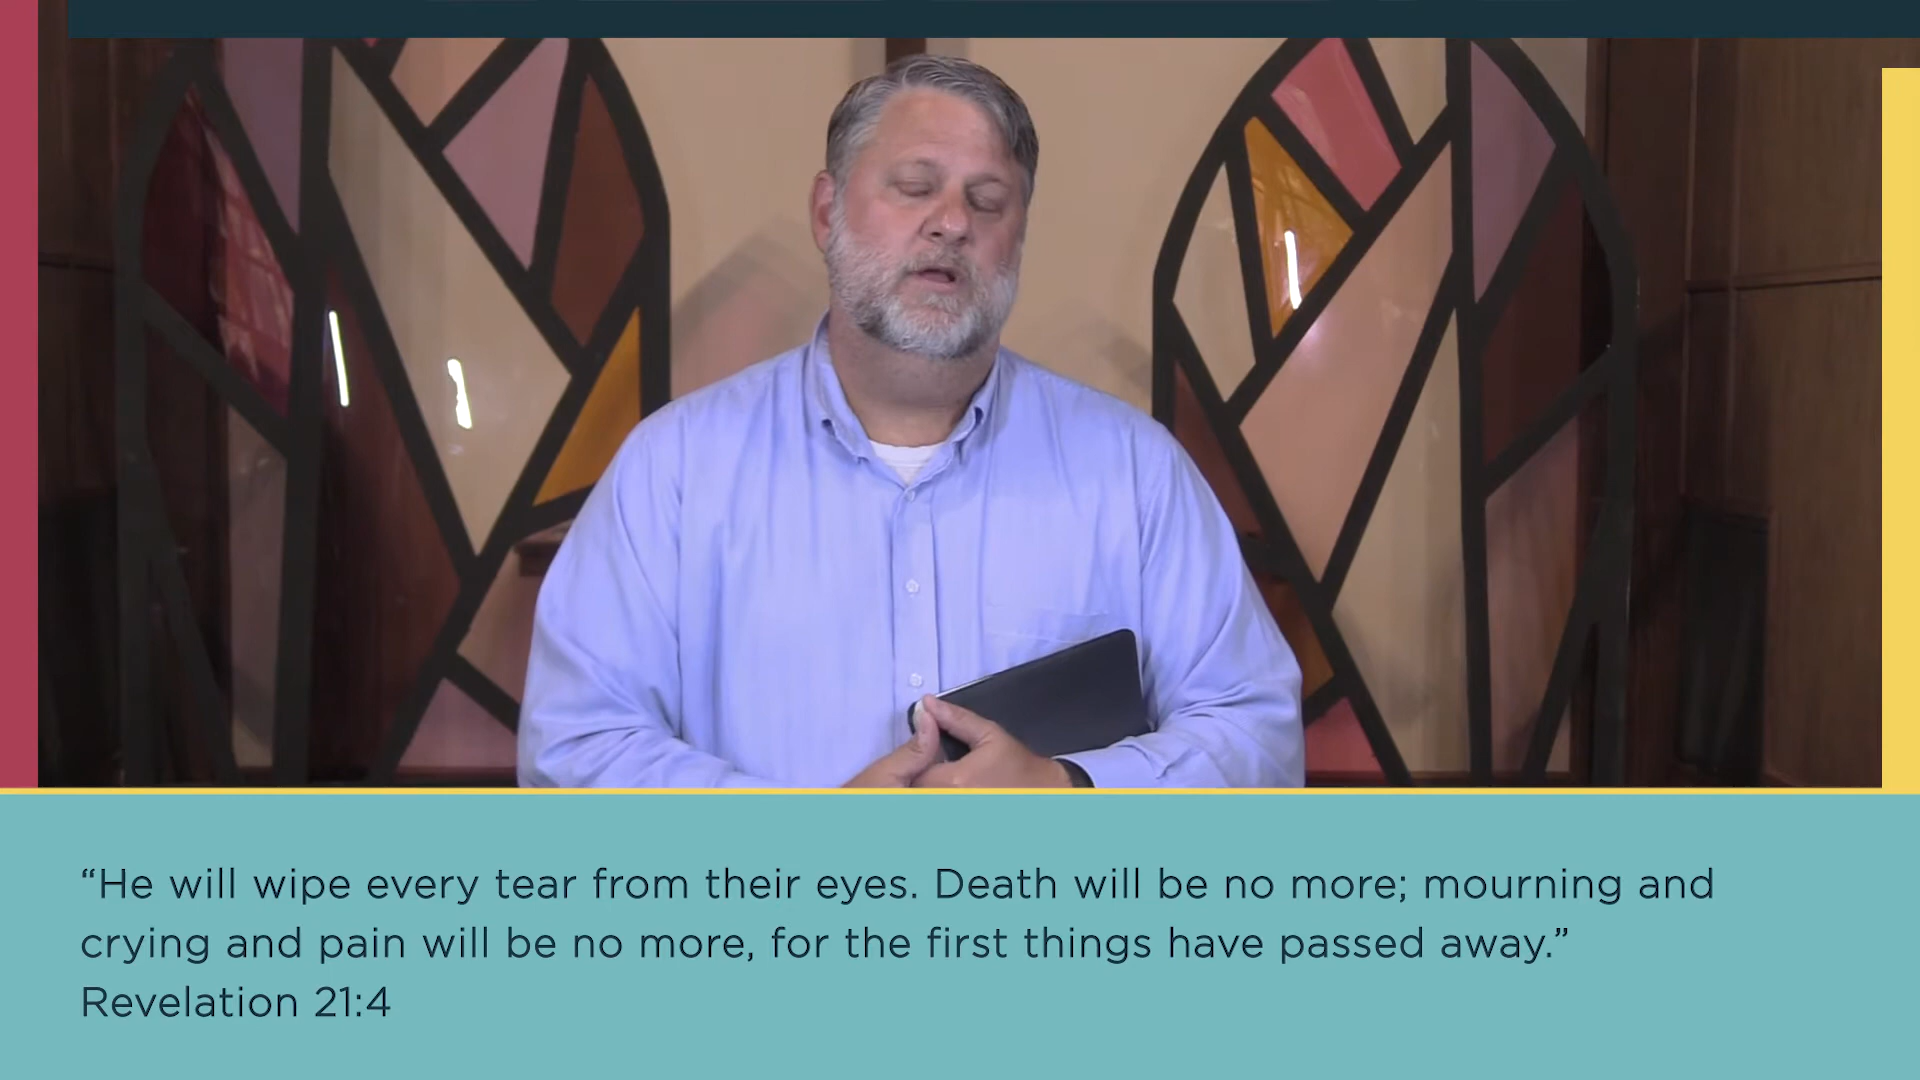 “He will wipe every tear from their eyes. Death will be no more; mourning and
crying and pain will be no more, for the first things have passed away.”
Revelation 21:4